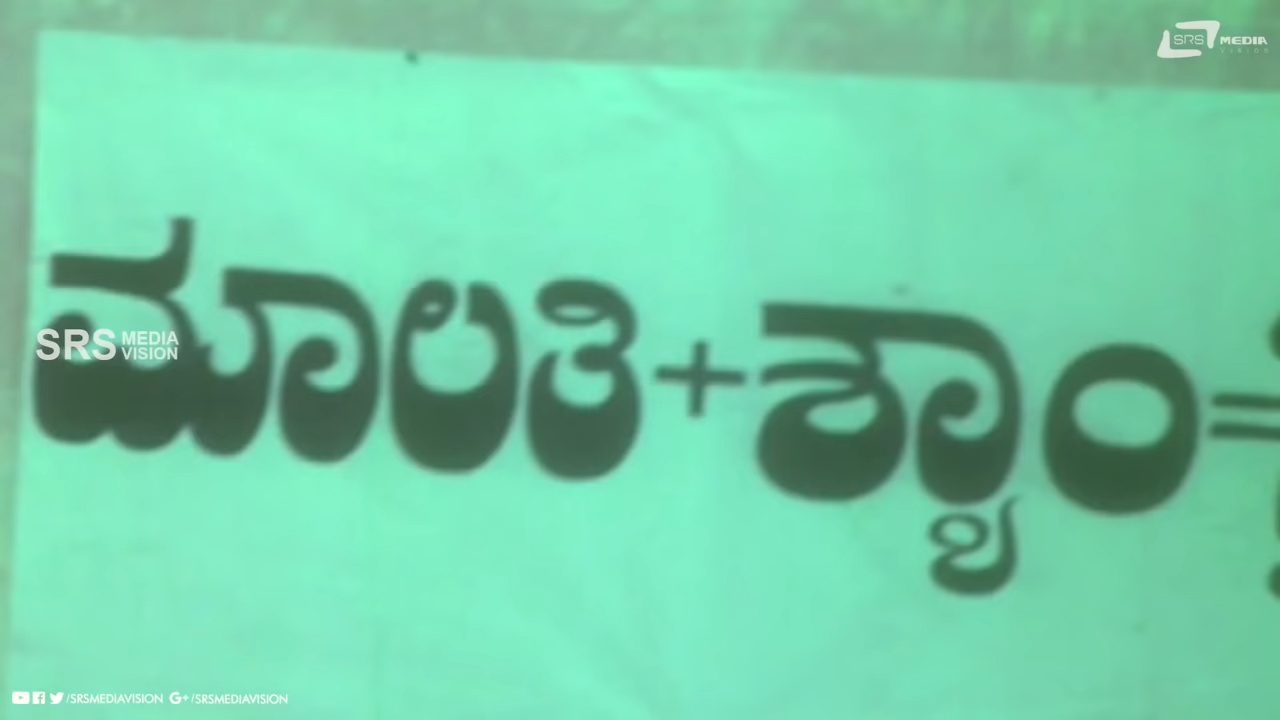 SRS MEDIA
VISION
ಮಾಲತಿ+ಶ್ಯಾಂ=
SRS MEDIA
VISION
/SRSMEDIAVISION G+/SRSMEDIAVISION